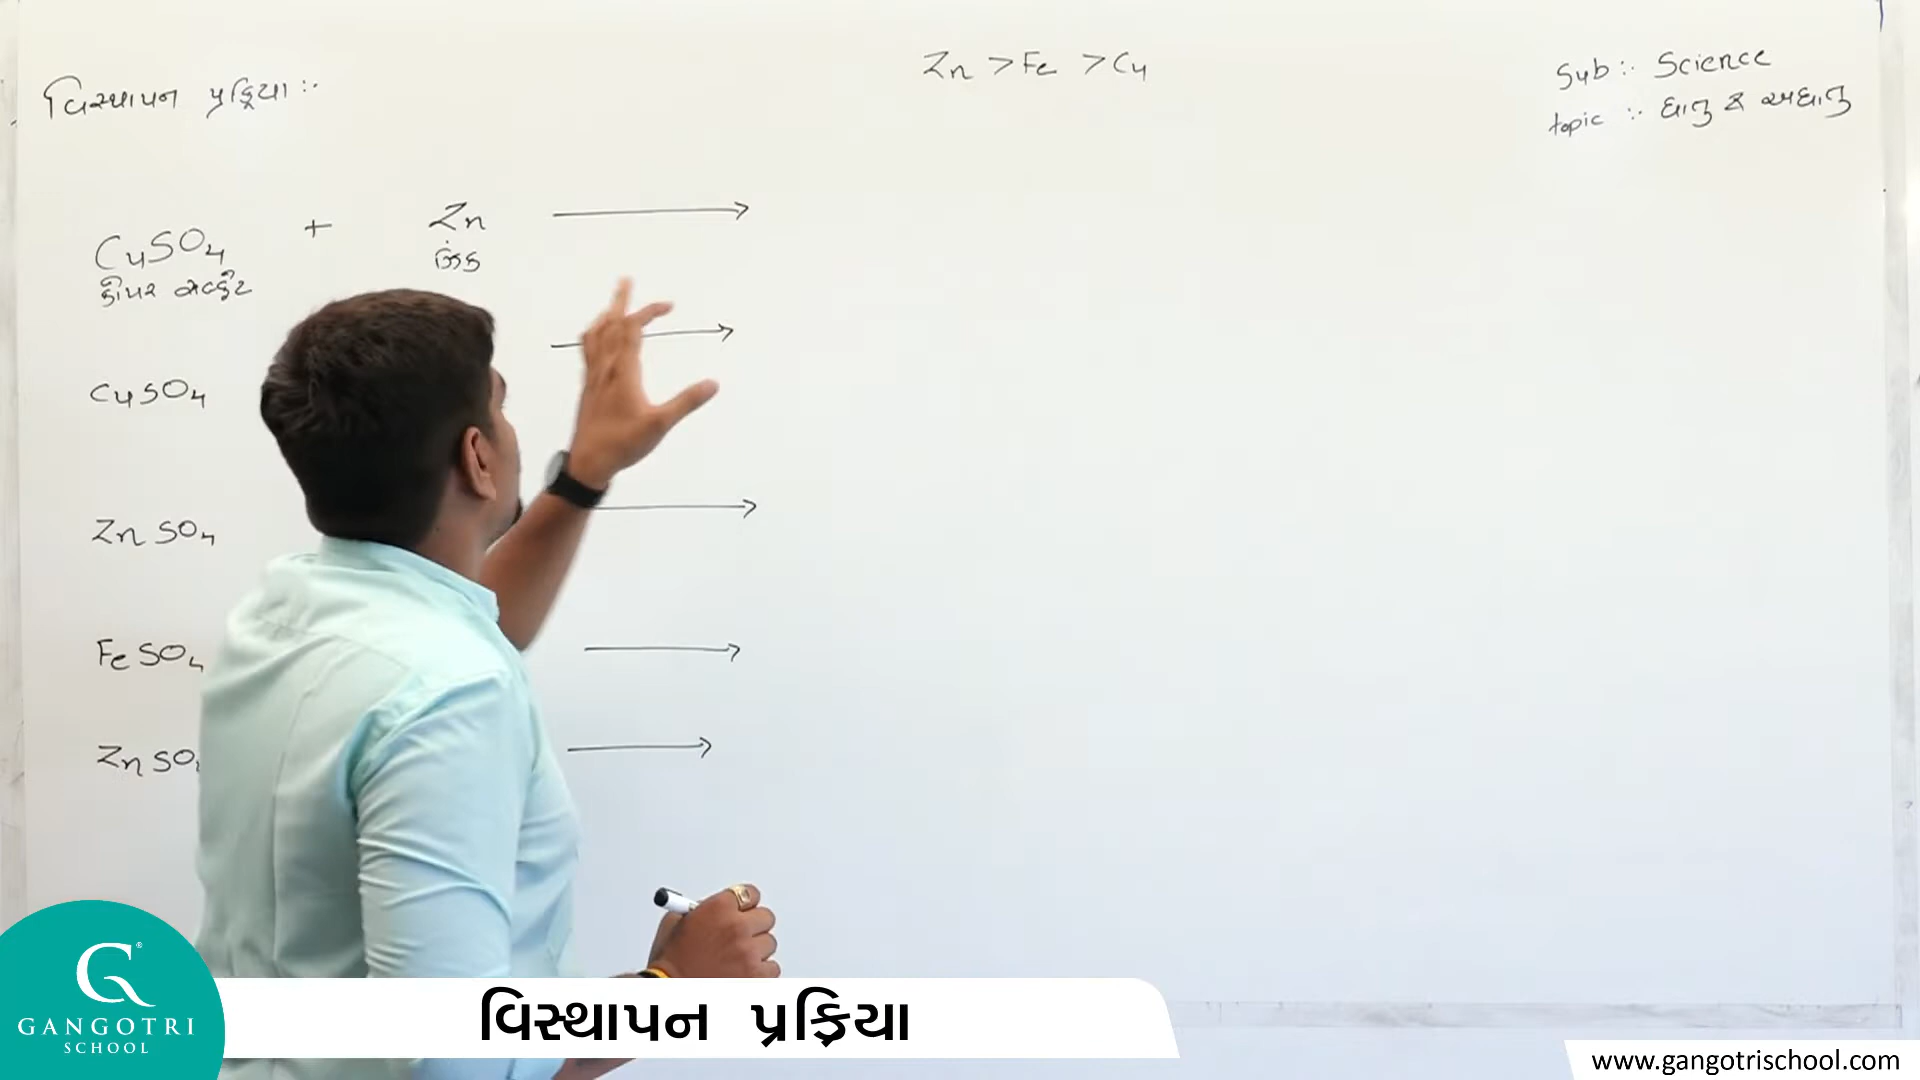 વિસ્થાપન પ્રક્રિયા :-
Zn > Fe > Cu
Sub :- Science
topic :- ધાતુ & અધાતુ
CuSO4 + Zn →
કોપર સલ્ફેટ ઝિંક
CuSO4 →
ZnSO4 →
FeSO4 →
ZnSO4 →
G
GANGOTRI
SCHOOL
વિસ્થાપન પ્રક્રિયા
www.gangotrischool.com